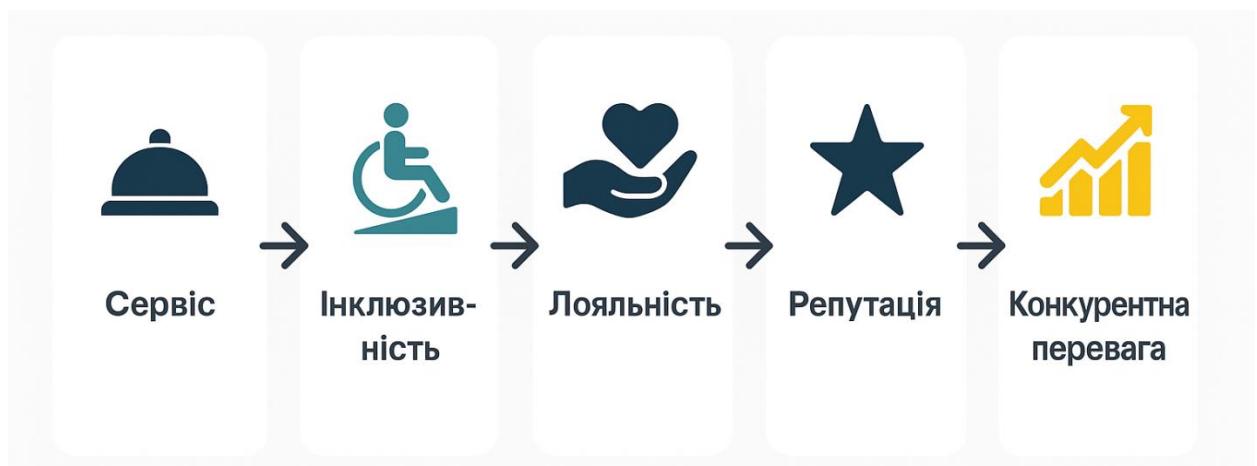 Сервіс
Інклюзив-
ність
Лояльність
Репутація
Конкурентна
перевага